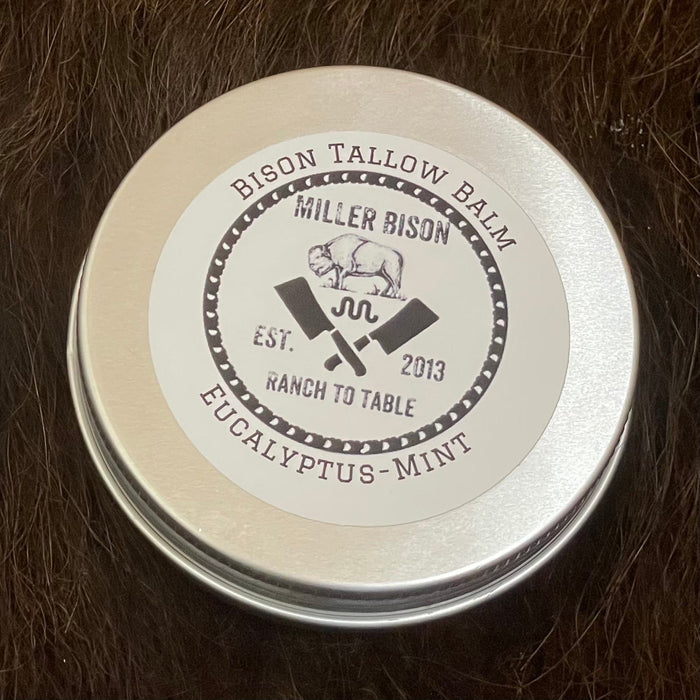 Bison Tallow Balm
MILLER BISON
EST.
2013
RANCH TO TABLE
Eucalyptus-Mint